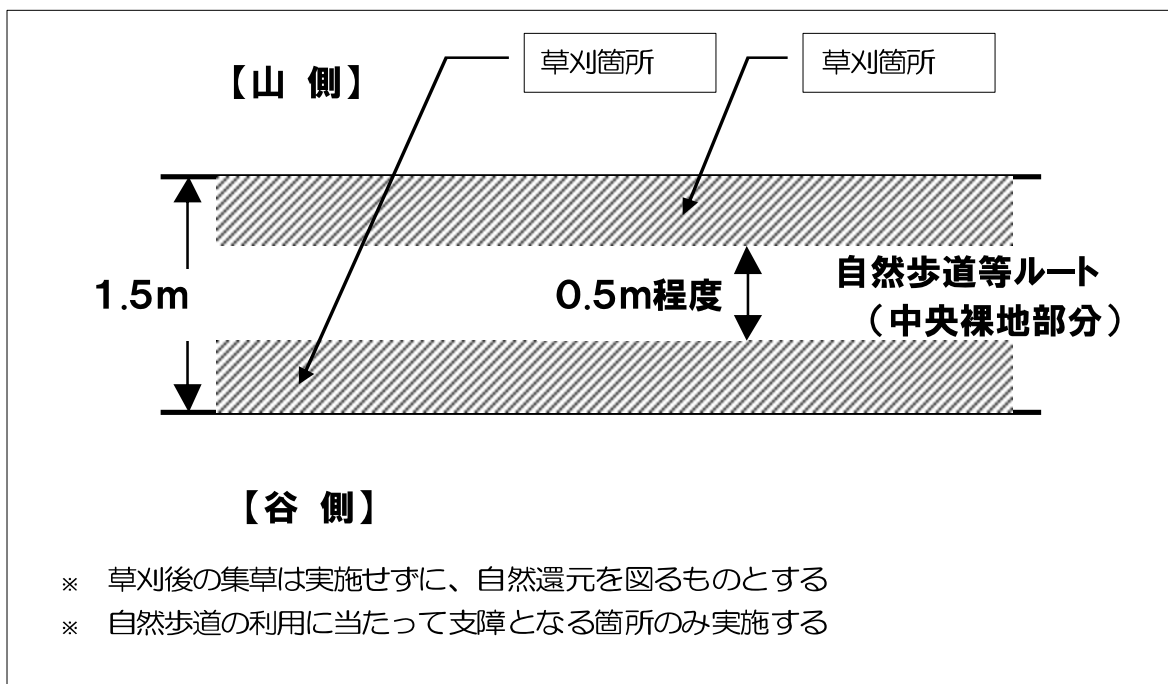 草刈箇所
草刈箇所
【山 側】
1.5m
0.5m程度
自然歩道等ルート
（中央裸地部分）
【谷 側】
※ 草刈後の集草は実施せずに、自然還元を図るものとする
※ 自然歩道の利用に当たって支障となる箇所のみ実施する